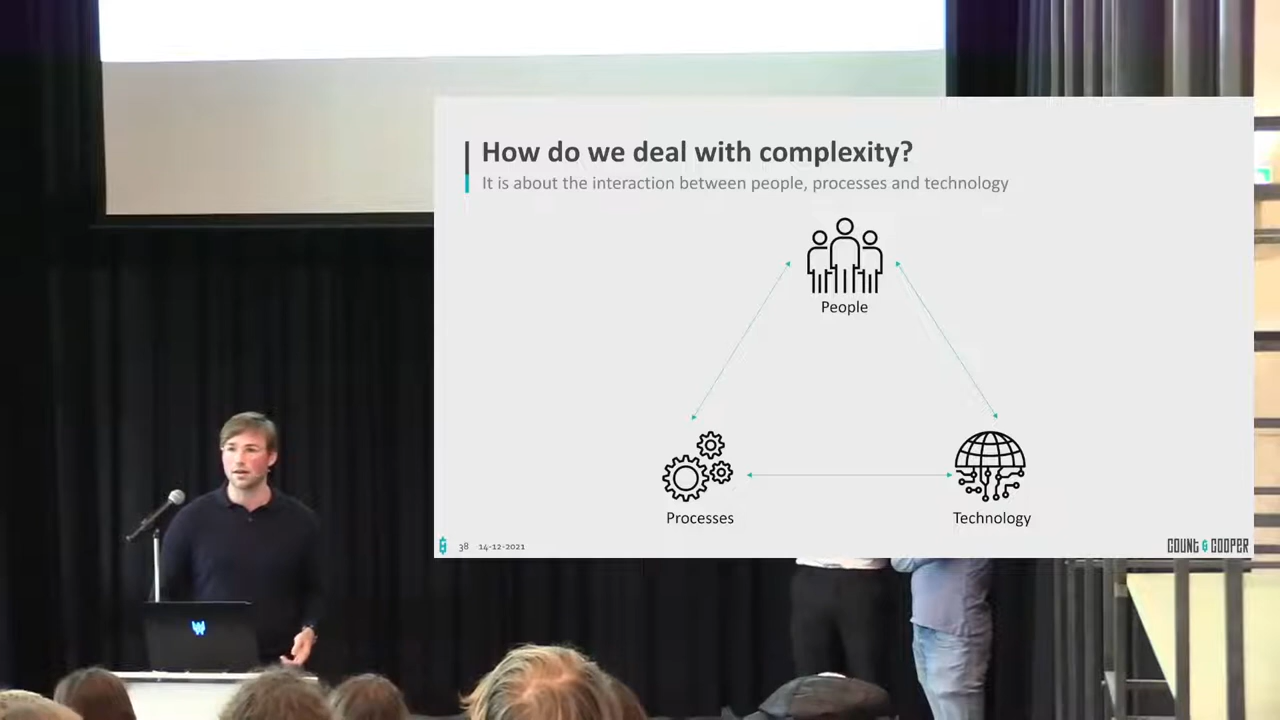 How do we deal with complexity?
It is about the interaction between people, processes and technology
People
Processes
Technology
38 14-12-2021
COUNT & COOPER